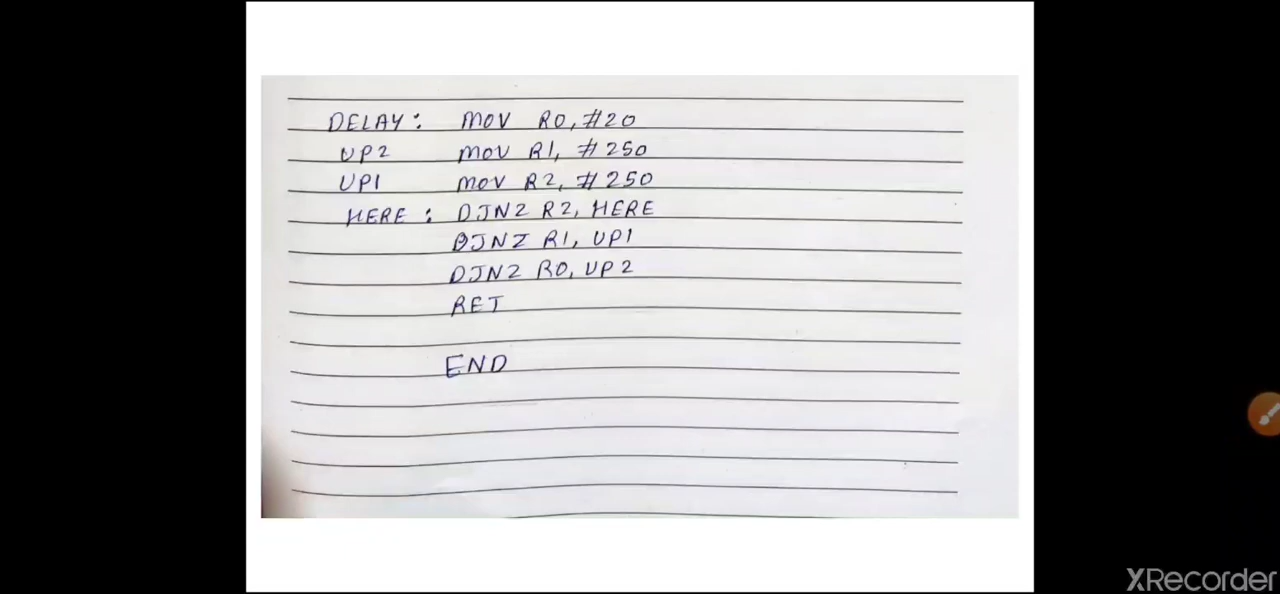 DELAY: MOV R0, #20
UP2 MOV R1, #250
UP1 MOV R2, #250
HERE: DJNZ R2, HERE
DJNZ R1, UP1
DJNZ R0, UP2
RET
END
XRecorder